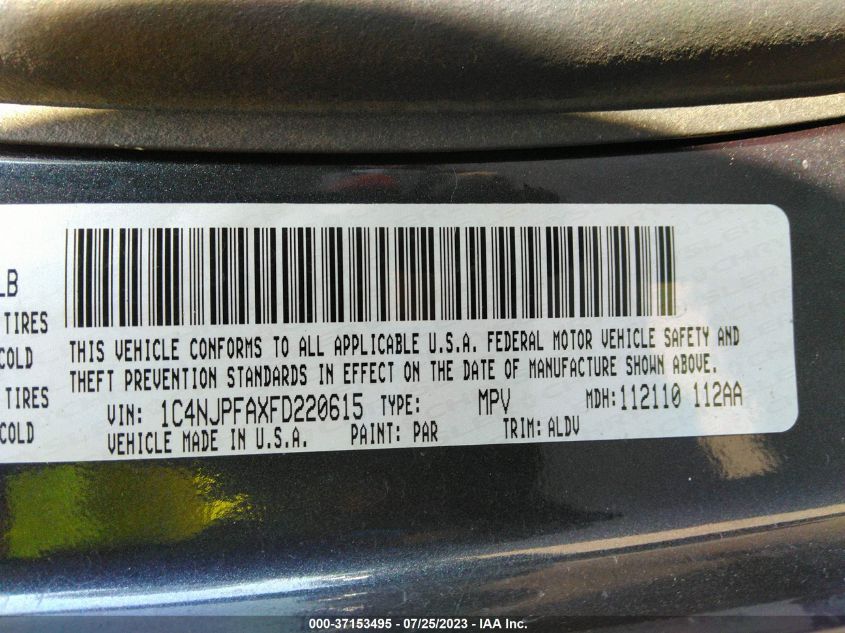 LB
TIRES
COLD
TIRES
COLD
THIS VEHICLE CONFORMS TO ALL APPLICABLE U.S.A. FEDERAL MOTOR VEHICLE SAFETY AND
THEFT PREVENTION STANDARDS IN EFFECT ON THE DATE OF MANUFACTURE SHOWN ABOVE.
VIN: 1C4NJPFAXFD220615 TYPE: MPV MDH:112110 112AA
VEHICLE MADE IN U.S.A. PAINT: PAR TRIM: ALDV
000-37153495 - 07/25/2023 - IAA Inc.